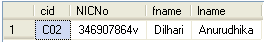 cid NICNo fname lname
1 C02 346907864v Dilhari Anurudhika